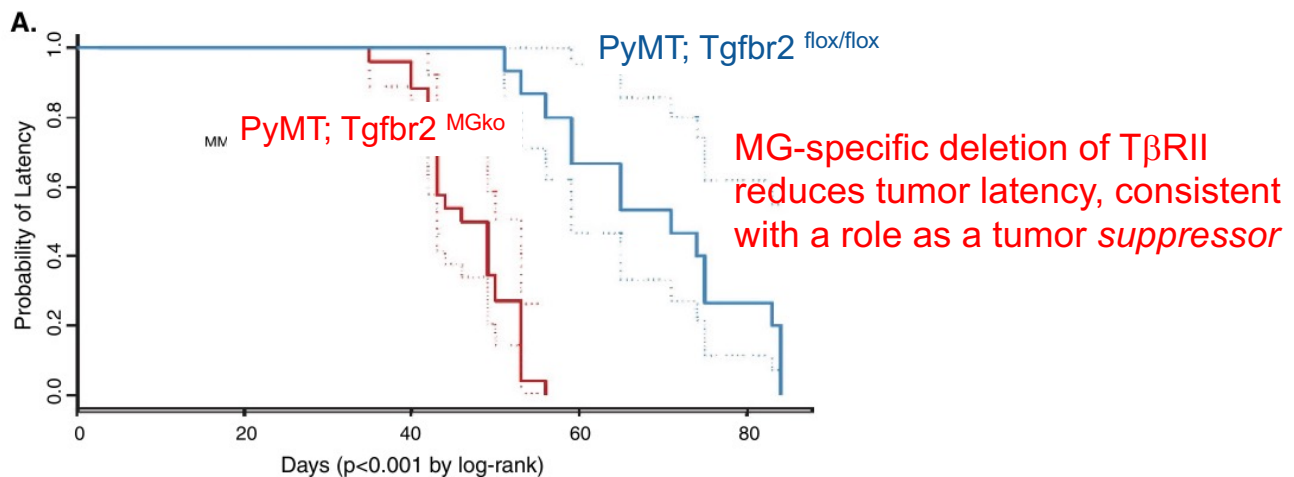 A.
PyMT; Tgfbr2 flox/flox
PyMT; Tgfbr2 MGko
MM
MG-specific deletion of TβRII
reduces tumor latency, consistent
with a role as a tumor suppressor
Probability of Latency
1.0
0.8
0.6
0.4
0.2
0.0
0 20 40 60 80
Days (p<0.001 by log-rank)